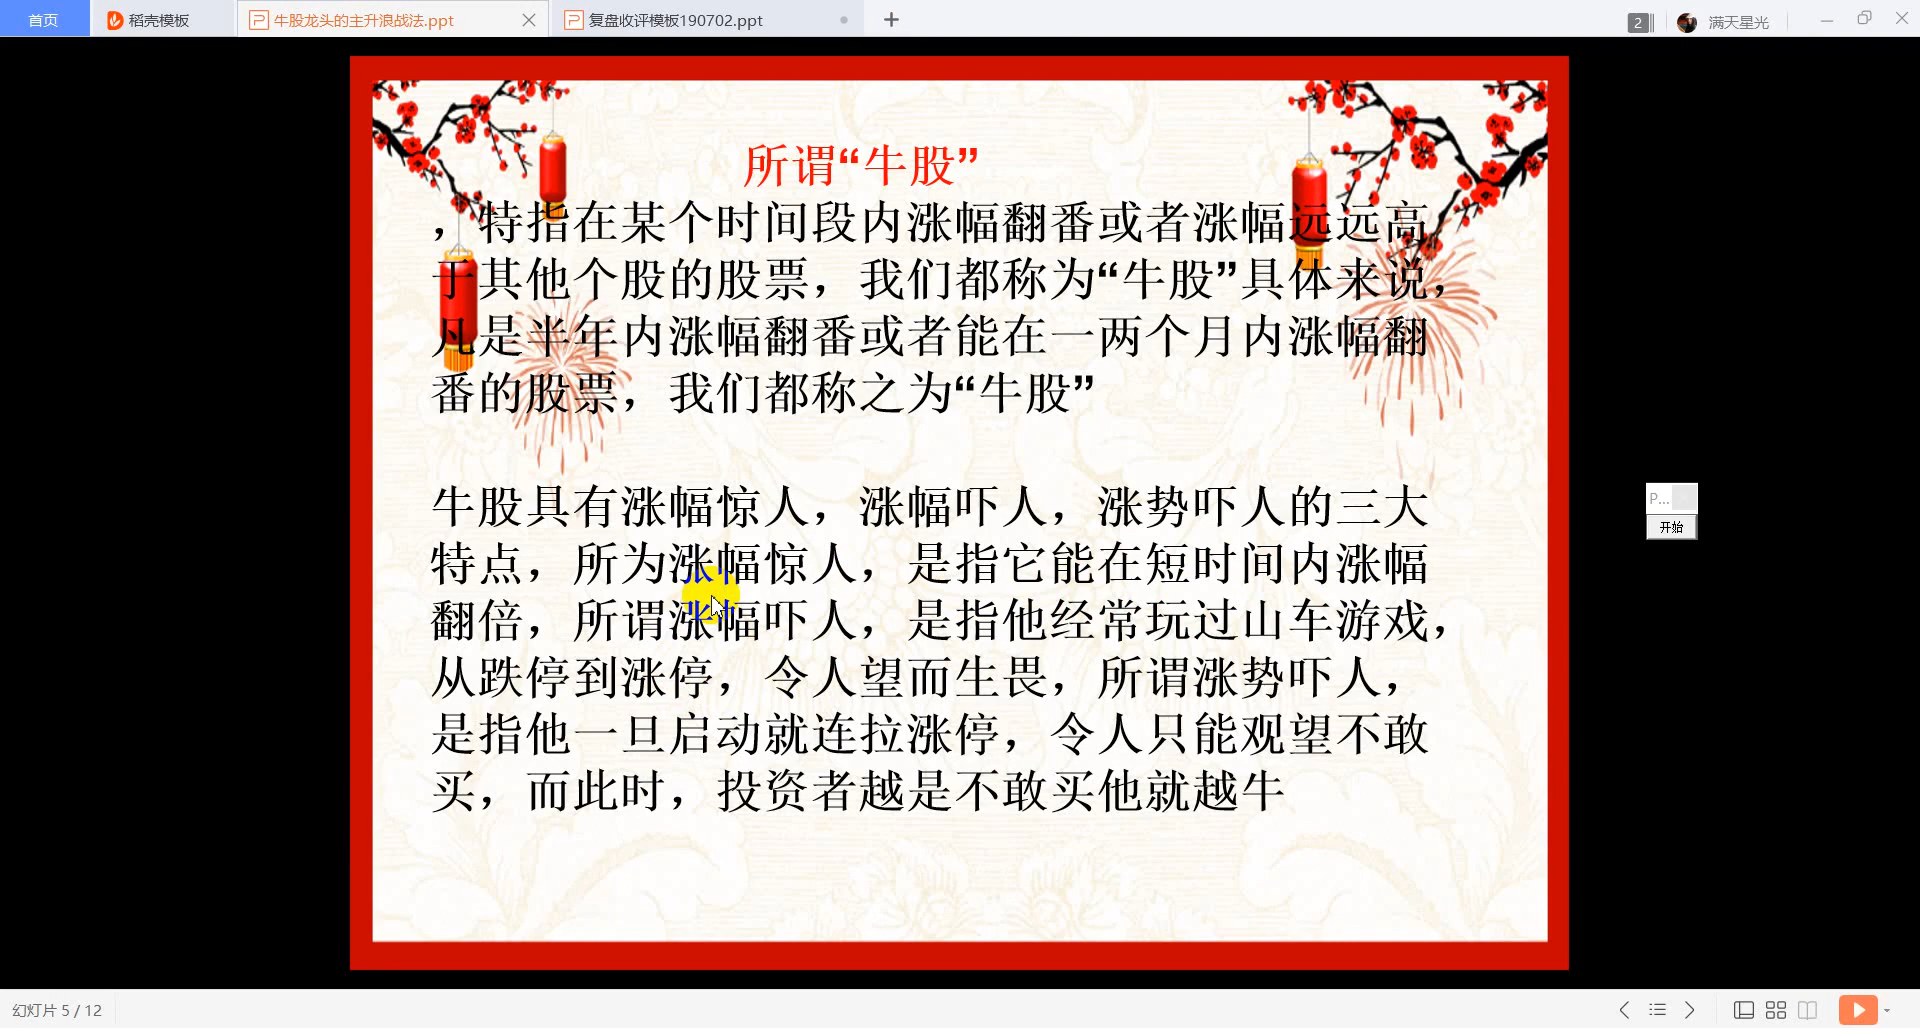 首页
稻壳模板
牛股龙头的主升浪战法.ppt
复盘收评模板190702.ppt
2
满天星光
所谓“牛股”
，特指在某个时间段内涨幅翻番或者涨幅远远高
于其他个股的股票，我们都称为“牛股”具体来说，
凡是半年内涨幅翻番或者能在一两个月内涨幅翻
番的股票，我们都称之为“牛股”
牛股具有涨幅惊人，涨幅吓人，涨势吓人的三大
特点，所为涨幅惊人，是指它能在短时间内涨幅
翻倍，所谓涨幅吓人，是指他经常玩过山车游戏，
从跌停到涨停，令人望而生畏，所谓涨势吓人，
是指他一旦启动就连拉涨停，令人只能观望不敢
买，而此时，投资者越是不敢买他就越牛
P...
开始
幻灯片 5 / 12